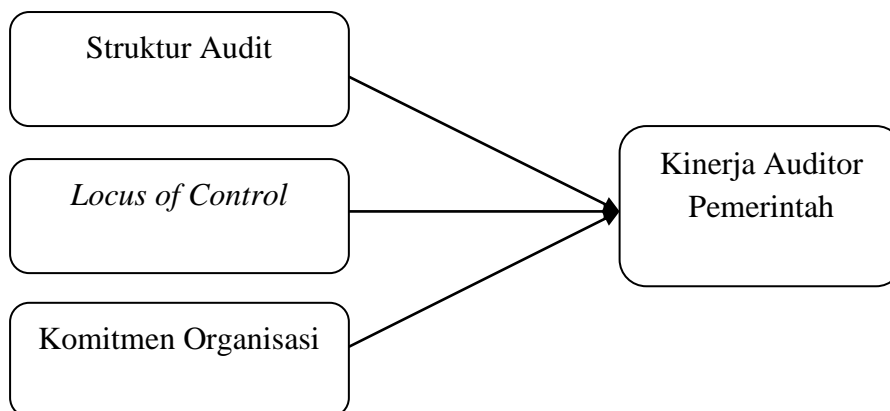 Struktur Audit
Locus of Control
Komitmen Organisasi
Kinerja Auditor
Pemerintah